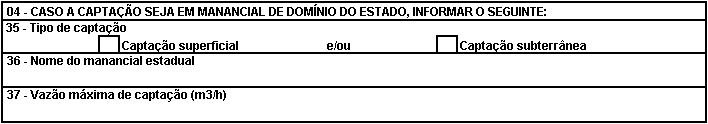 04 - CASO A CAPTAÇÃO SEJA EM MANANCIAL DE DOMÍNIO DO ESTADO, INFORMAR O SEGUINTE:
35 - Tipo de captação
Captação superficial e/ou Captação subterrânea
36 - Nome do manancial estadual
37 - Vazão máxima de captação (m3/h)